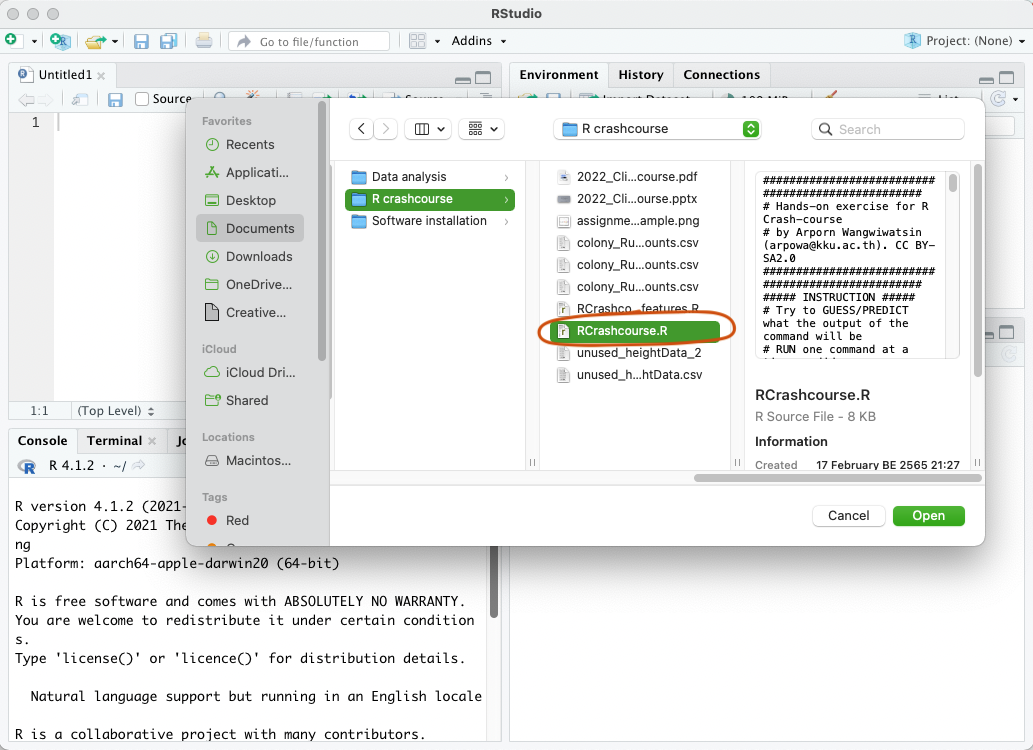 RStudio
Go to file/function
Addins
Project: (None)
Untitled1
Source
1
1:1
(Top Level)
Environment
History
Connections
Favorites
Recents
Applicati...
Desktop
Documents
Downloads
OneDrive...
Creative...
iCloud
iCloud Dri...
Shared
Locations
Macintos...
Tags
Red
R crashcourse
Search
Data analysis
R crashcourse
Software installation
2022_Cli...course.pdf
2022_Cli...ourse.pptx
assignme...ample.png
colony_Ru...ounts.csv
colony_Ru...ounts.csv
colony_Ru...ounts.csv
RCrashco...features.R
RCrashcourse.R
unused_heightData_2
unused_h...htData.csv
##########################
########################
# Hands-on exercise for R
Crash-course
# by Arporn Wangwiwatsin
(arpowa@kku.ac.th). CC BY-
SA2.0
##########################
########################
##### INSTRUCTION #####
# Try to GUESS/PREDICT
what the output of the
command will be
# RUN one command at a
RCrashcourse.R
R Source File - 8 KB
Information
Created 17 February BE 2565 21:27
Cancel
Open
Console
Terminal
R 4.1.2 · ~/
R version 4.1.2 (2021-
Copyright (C) 2021 The
ng
Platform: aarch64-apple-darwin20 (64-bit)
R is free software and comes with ABSOLUTELY NO WARRANTY.
You are welcome to redistribute it under certain condition
s.
Type 'license()' or 'licence()' for distribution details.
Natural language support but running in an English locale
R is a collaborative project with many contributors.